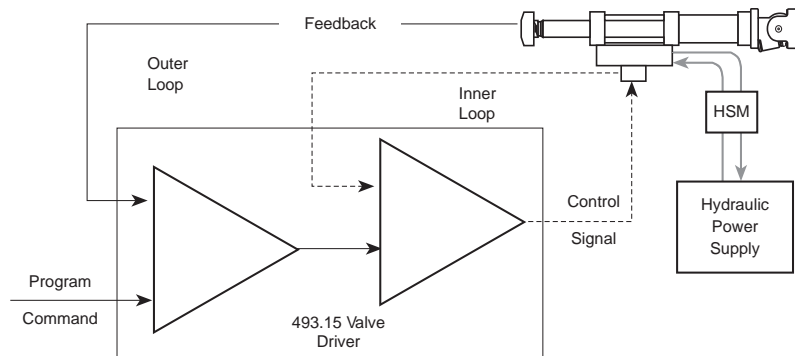 Feedback
Outer
Loop
Inner
Loop
HSM
Control
Signal
Hydraulic
Power
Supply
Program
Command
493.15 Valve
Driver